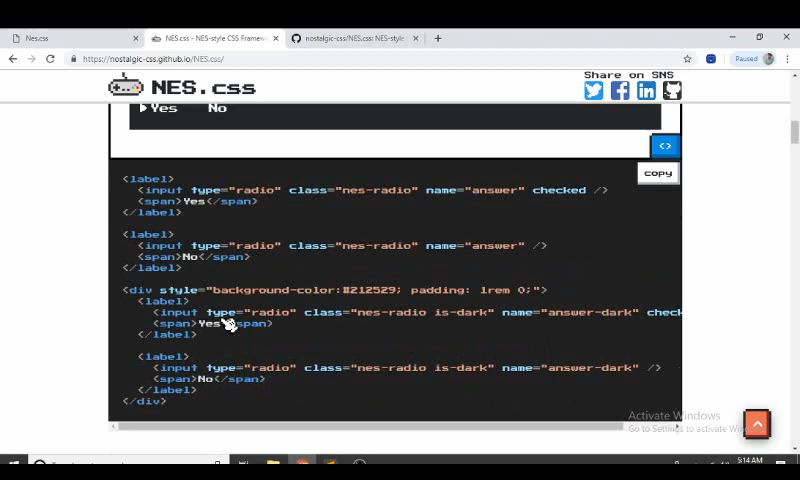 Nes.css
NES.css - NES-style CSS Framew
nostalgic-css/NES.css: NES-style
https://nostalgic-css.github.io/NES.css/
Paused
NES.css
Share on SNS
Yes No
<>
copy
<label>
<input type="radio" class="nes-radio" name="answer" checked />
<span>Yes</span>
</label>
<label>
<input type="radio" class="nes-radio" name="answer" />
<span>No</span>
</label>
<div style="background-color:#212529; padding: 1rem 0;">
<label>
<input type="radio" class="nes-radio is-dark" name="answer-dark" check
<span>Yes</span>
</label>
<label>
<input type="radio" class="nes-radio is-dark" name="answer-dark" />
<span>No</span>
</label>
</div>
Activate Windows
Go to Settings to activate Win
5:14 AM